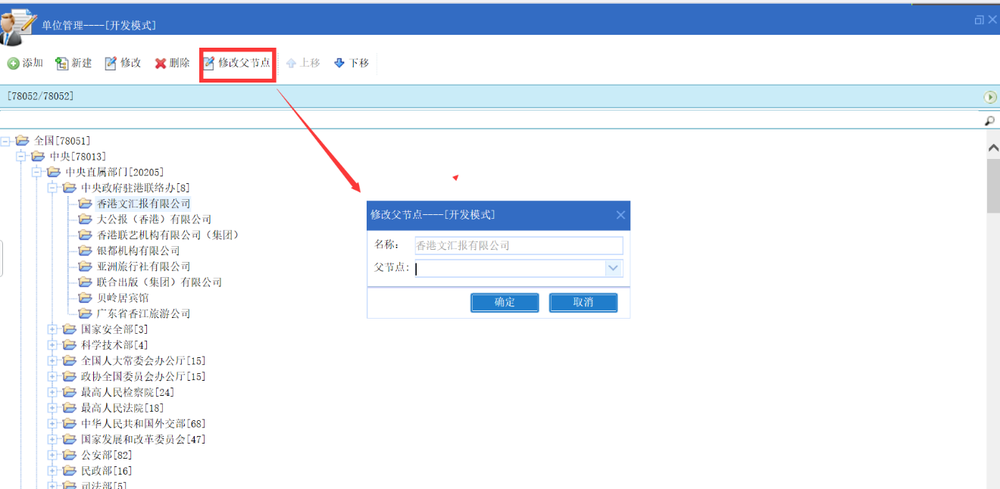 单位管理----[开发模式]
添加 新建 修改 删除 修改父节点 上移 下移
[78052/78052]
全国[78051]
中央[78013]
中央直属部门[20205]
中央政府驻港联络办[8]
香港文汇报有限公司
大公报（香港）有限公司
香港联艺机构有限公司（集团）
银都机构有限公司
亚洲旅行社有限公司
联合出版（集团）有限公司
贝岭居宾馆
广东省香江旅游公司
国家安全部[3]
科学技术部[4]
全国人大常委会办公厅[15]
政协全国委员会办公厅[15]
最高人民检察院[24]
最高人民法院[18]
中华人民共和国外交部[68]
国家发展和改革委员会[47]
公安部[82]
民政部[16]
司法部[5]
修改父节点----[开发模式]
名称： 香港文汇报有限公司
父节点：
确定 取消